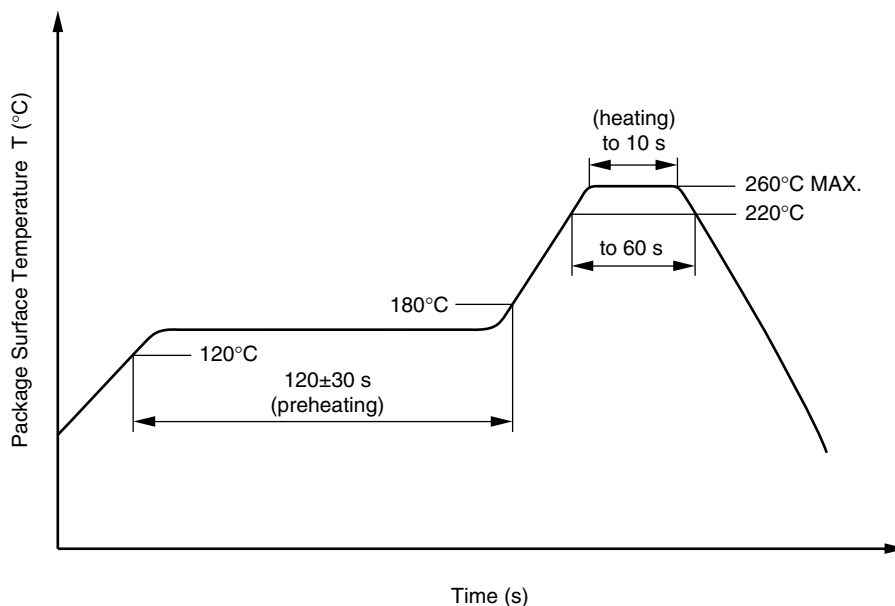 Package Surface Temperature T (°C)
(heating)
to 10 s
260°C MAX.
220°C
to 60 s
180°C
120°C
120±30 s
(preheating)
Time (s)